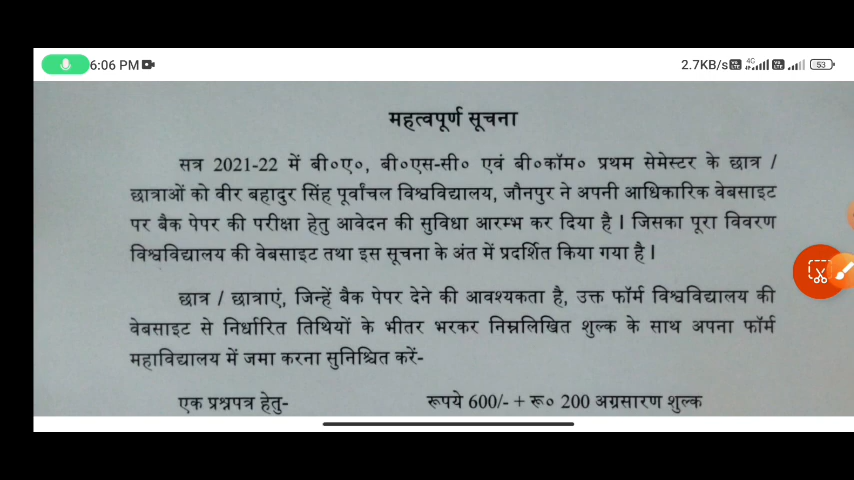 6:06 PM
2.7KB/s 4G 53
महत्वपूर्ण सूचना
सत्र 2021-22 में बी०ए०, बी०एस-सी० एवं बी०कॉम० प्रथम सेमेस्टर के छात्र /
छात्राओं को वीर बहादुर सिंह पूर्वांचल विश्वविद्यालय, जौनपुर ने अपनी आधिकारिक वेबसाइट
पर बैक पेपर की परीक्षा हेतु आवेदन की सुविधा आरम्भ कर दिया है । जिसका पूरा विवरण
विश्वविद्यालय की वेबसाइट तथा इस सूचना के अंत में प्रदर्शित किया गया है ।
छात्र / छात्राएं, जिन्हें बैक पेपर देने की आवश्यकता है, उक्त फॉर्म विश्वविद्यालय की
वेबसाइट से निर्धारित तिथियों के भीतर भरकर निम्नलिखित शुल्क के साथ अपना फॉर्म
महाविद्यालय में जमा करना सुनिश्चित करें-
एक प्रश्नपत्र हेतु- रूपये 600/- + रू० 200 अग्रसारण शुल्क